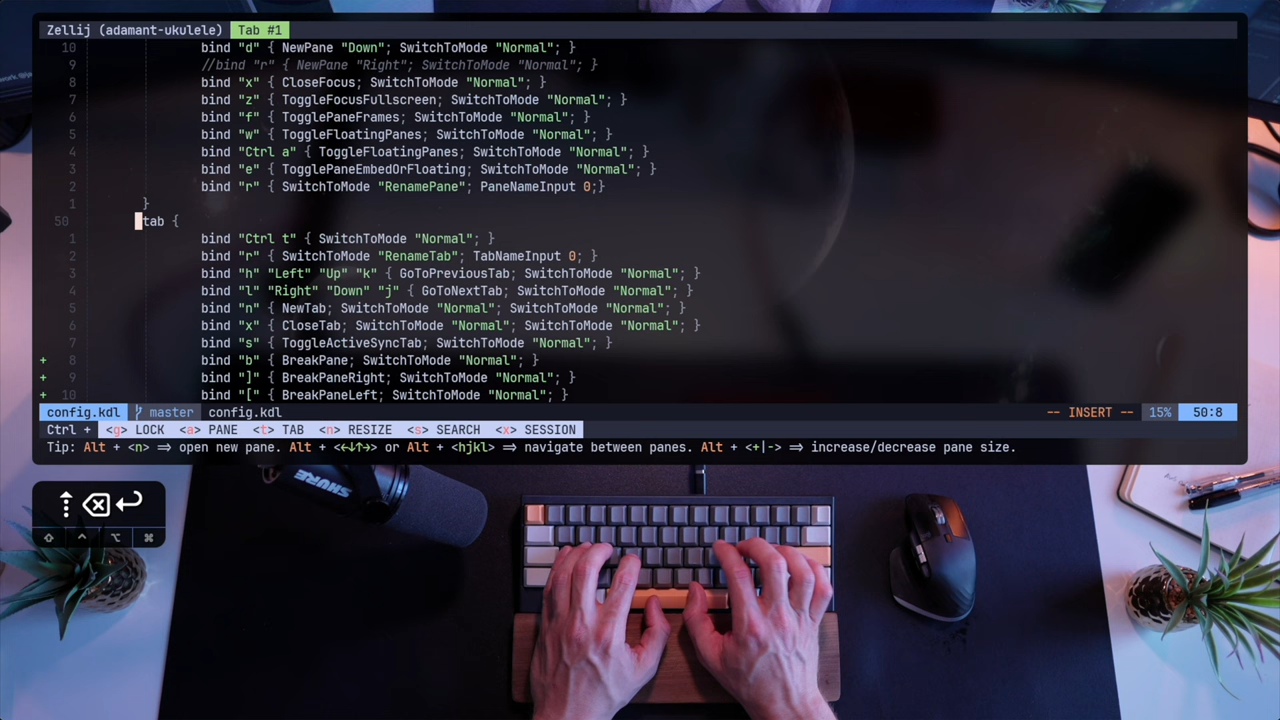 Zellij (adamant-ukulele) Tab #1
10 bind "d" { NewPane "Down"; SwitchToMode "Normal"; }
9 //bind "r" { NewPane "Right"; SwitchToMode "Normal"; }
8 bind "x" { CloseFocus; SwitchToMode "Normal"; }
7 bind "z" { ToggleFocusFullscreen; SwitchToMode "Normal"; }
6 bind "f" { TogglePaneFrames; SwitchToMode "Normal"; }
5 bind "w" { ToggleFloatingPanes; SwitchToMode "Normal"; }
4 bind "Ctrl a" { ToggleFloatingPanes; SwitchToMode "Normal"; }
3 bind "e" { TogglePaneEmbedOrFloating; SwitchToMode "Normal"; }
2 bind "r" { SwitchToMode "RenamePane"; PaneNameInput 0;}
1 }
50 tab {
1 bind "Ctrl t" { SwitchToMode "Normal"; }
2 bind "r" { SwitchToMode "RenameTab"; TabNameInput 0; }
3 bind "h" "Left" "Up" "k" { GoToPreviousTab; SwitchToMode "Normal"; }
4 bind "l" "Right" "Down" "j" { GoToNextTab; SwitchToMode "Normal"; }
5 bind "n" { NewTab; SwitchToMode "Normal"; SwitchToMode "Normal"; }
6 bind "x" { CloseTab; SwitchToMode "Normal"; SwitchToMode "Normal"; }
7 bind "s" { ToggleActiveSyncTab; SwitchToMode "Normal"; }
+ 8 bind "b" { BreakPane; SwitchToMode "Normal"; }
+ 9 bind "]" { BreakPaneRight; SwitchToMode "Normal"; }
+ 10 bind "[" { BreakPaneLeft; SwitchToMode "Normal"; }
config.kdl master config.kdl -- INSERT -- 15% 50:8
Ctrl + <g> LOCK <a> PANE <t> TAB <n> RESIZE <s> SEARCH <x> SESSION
Tip: Alt + <n> => open new pane. Alt + <←↓↑→> or Alt + <hjkl> => navigate between panes. Alt + <+|-> => increase/decrease pane size.
SHURE